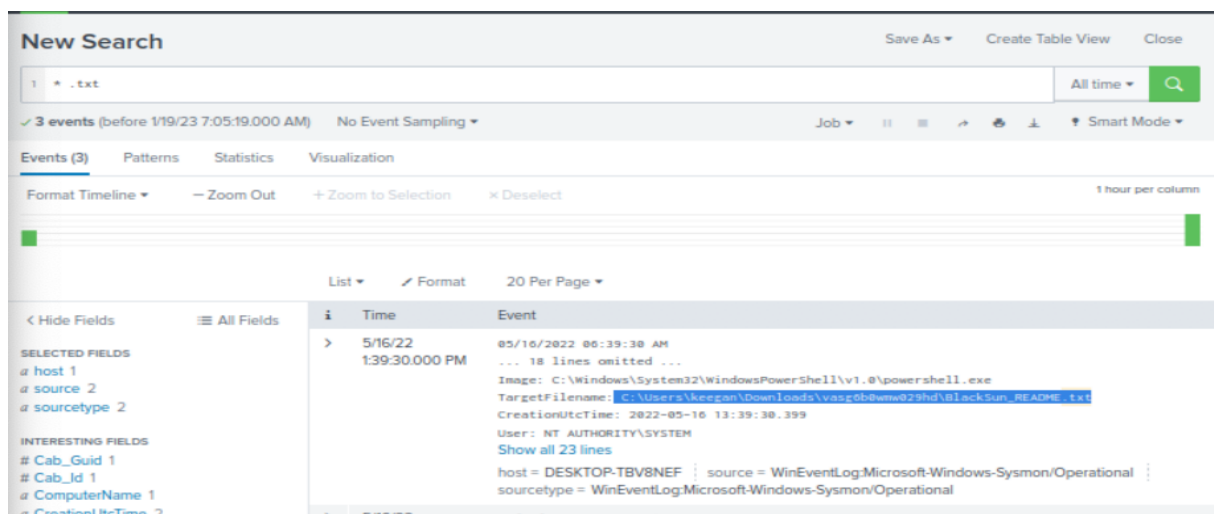 New Search
Save As Create Table View Close
1 * .txt
All time
3 events (before 1/19/23 7:05:19.000 AM) No Event Sampling
Job Smart Mode
Events (3) Patterns Statistics Visualization
Format Timeline – Zoom Out + Zoom to Selection × Deselect
1 hour per column
List Format 20 Per Page
< Hide Fields All Fields
i Time Event
SELECTED FIELDS
a host 1
a source 2
a sourcetype 2
INTERESTING FIELDS
# Cab_Guid 1
# Cab_Id 1
a ComputerName 1
a CreationUtcTime 2
> 5/16/22
1:39:30.000 PM
05/16/2022 06:39:30 AM
... 18 lines omitted ...
Image: C:\Windows\System32\WindowsPowerShell\v1.0\powershell.exe
TargetFilename: C:\Users\keegan\Downloads\vasg6b0wmw029hd\BlackSun_README.txt
CreationUtcTime: 2022-05-16 13:39:30.399
User: NT AUTHORITY\SYSTEM
Show all 23 lines
host = DESKTOP-TBV8NEF source = WinEventLog:Microsoft-Windows-Sysmon/Operational
sourcetype = WinEventLog:Microsoft-Windows-Sysmon/Operational